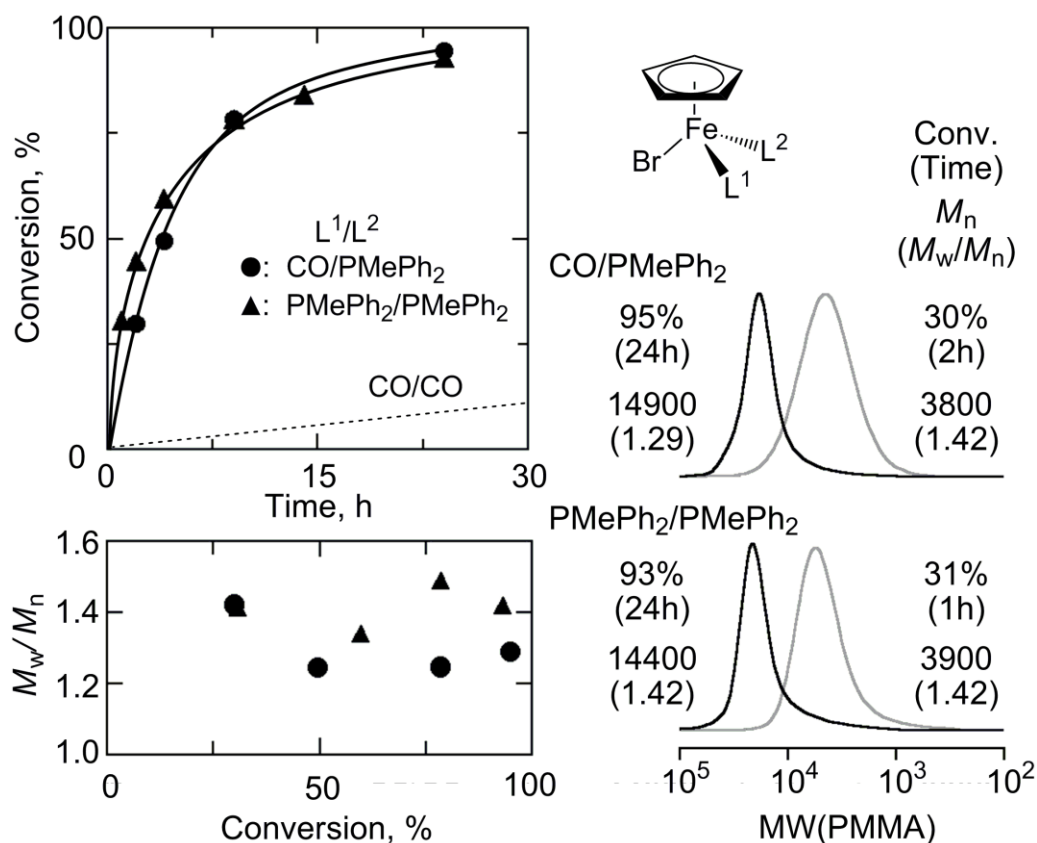 100
50
0
Conversion, %
L¹/L²
●: CO/PMePh₂
▲: PMePh₂/PMePh₂
CO/CO
0
15
30
Time, h
1.6
1.4
1.2
1.0
Mw/Mn
0
50
100
Conversion, %
Fe
Br
L²
L¹
Conv.
(Time)
Mn
(Mw/Mn)
CO/PMePh₂
95%
(24h)
14900
(1.29)
30%
(2h)
3800
(1.42)
PMePh₂/PMePh₂
93%
(24h)
14400
(1.42)
31%
(1h)
3900
(1.42)
10⁵
10⁴
10³
10²
MW(PMMA)